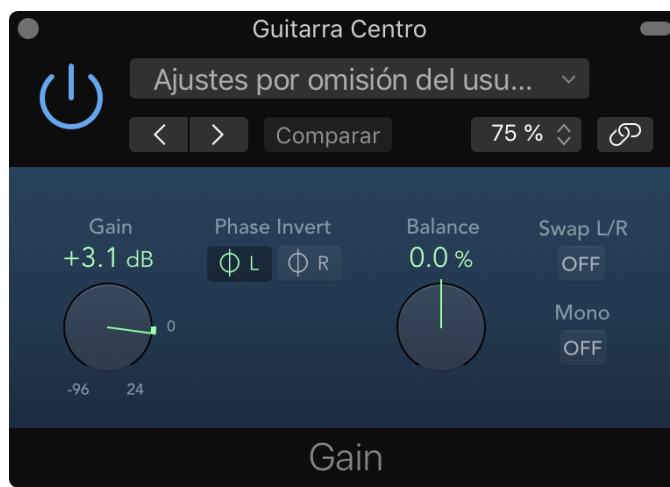 Guitarra Centro
Ajustes por omisión del usu...
Comparar
75 %
Gain
+3.1 dB
Phase Invert
L
R
Balance
0.0 %
Swap L/R
OFF
Mono
OFF
0
-96
24
Gain